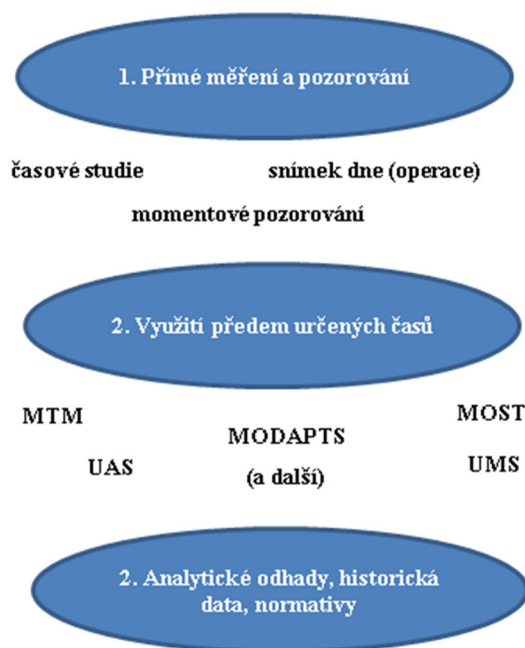 1. Přímé měření a pozorování
časové studie
snímek dne (operace)
momentové pozorování
2. Využití předem určených časů
MTM
MOST
MODAPTS
UAS
(a další)
UMS
2. Analytické odhady, historická
data, normativy